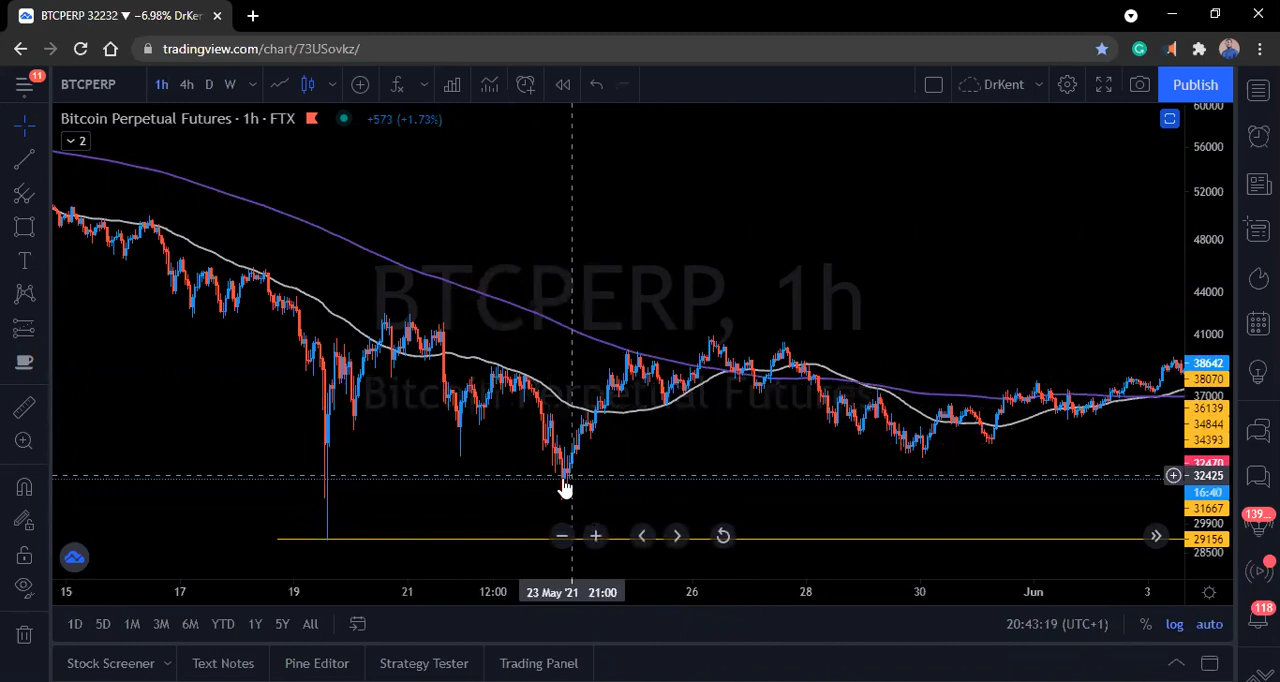 BTCPERP 32232 ▼ −6.98% DrKer
tradingview.com/chart/73USovkz/
11
BTCPERP 1h 4h D W DrKent Publish
Bitcoin Perpetual Futures · 1h · FTX +573 (+1.73%)
2
BTCPERP, 1h
Bitcoin Perpetual Futures
60000
56000
52000
48000
44000
41000
38642
38070
37000
36139
34844
34393
32470
32425
16:40
31667
29900
29156
28500
15 17 19 21 12:00 23 May '21 21:00 26 28 30 Jun 3
1D 5D 1M 3M 6M YTD 1Y 5Y All 20:43:19 (UTC+1) % log auto
Stock Screener Text Notes Pine Editor Strategy Tester Trading Panel
139
118